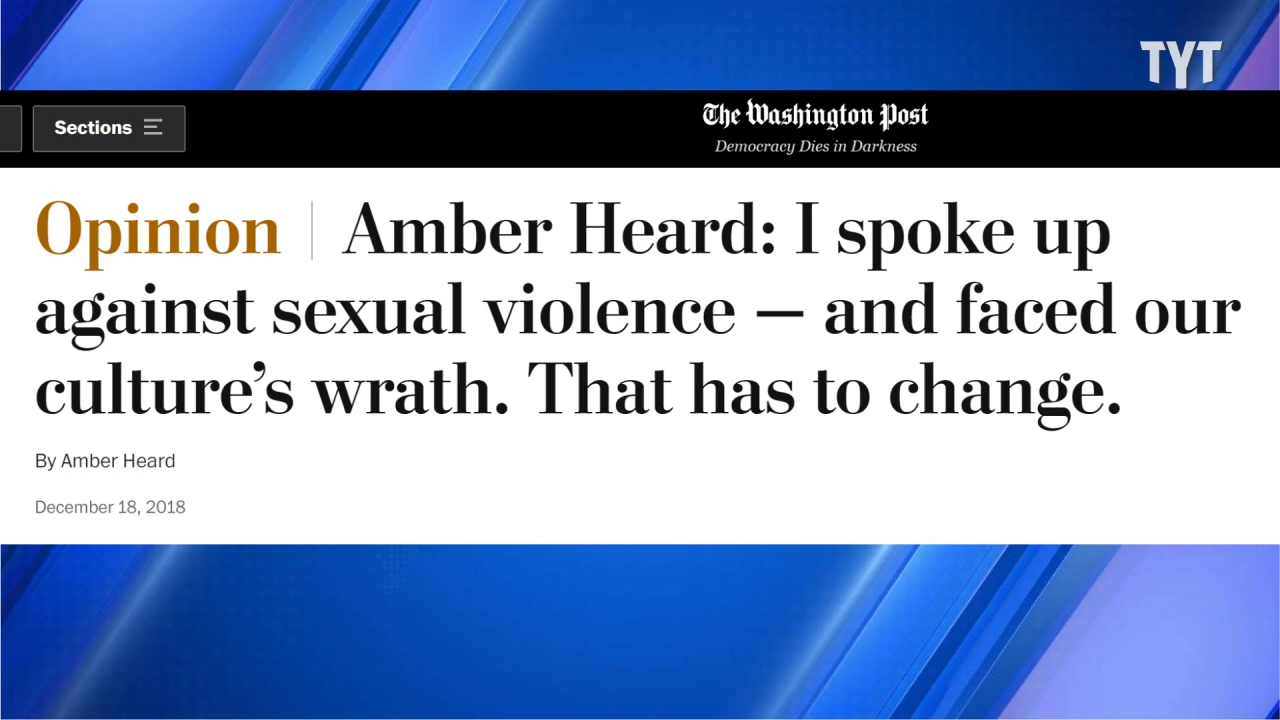 TYT
Sections
The Washington Post
Democracy Dies in Darkness
Opinion | Amber Heard: I spoke up
against sexual violence — and faced our
culture’s wrath. That has to change.
By Amber Heard
December 18, 2018